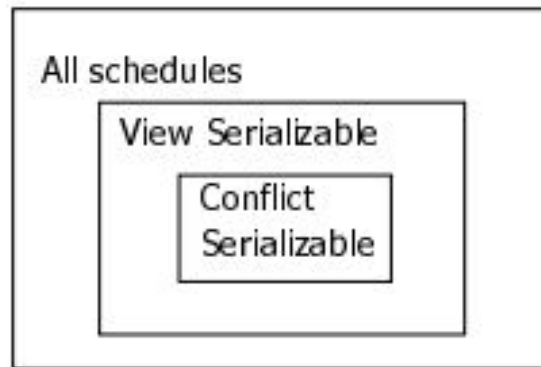 All schedules
View Serializable
Conflict
Serializable